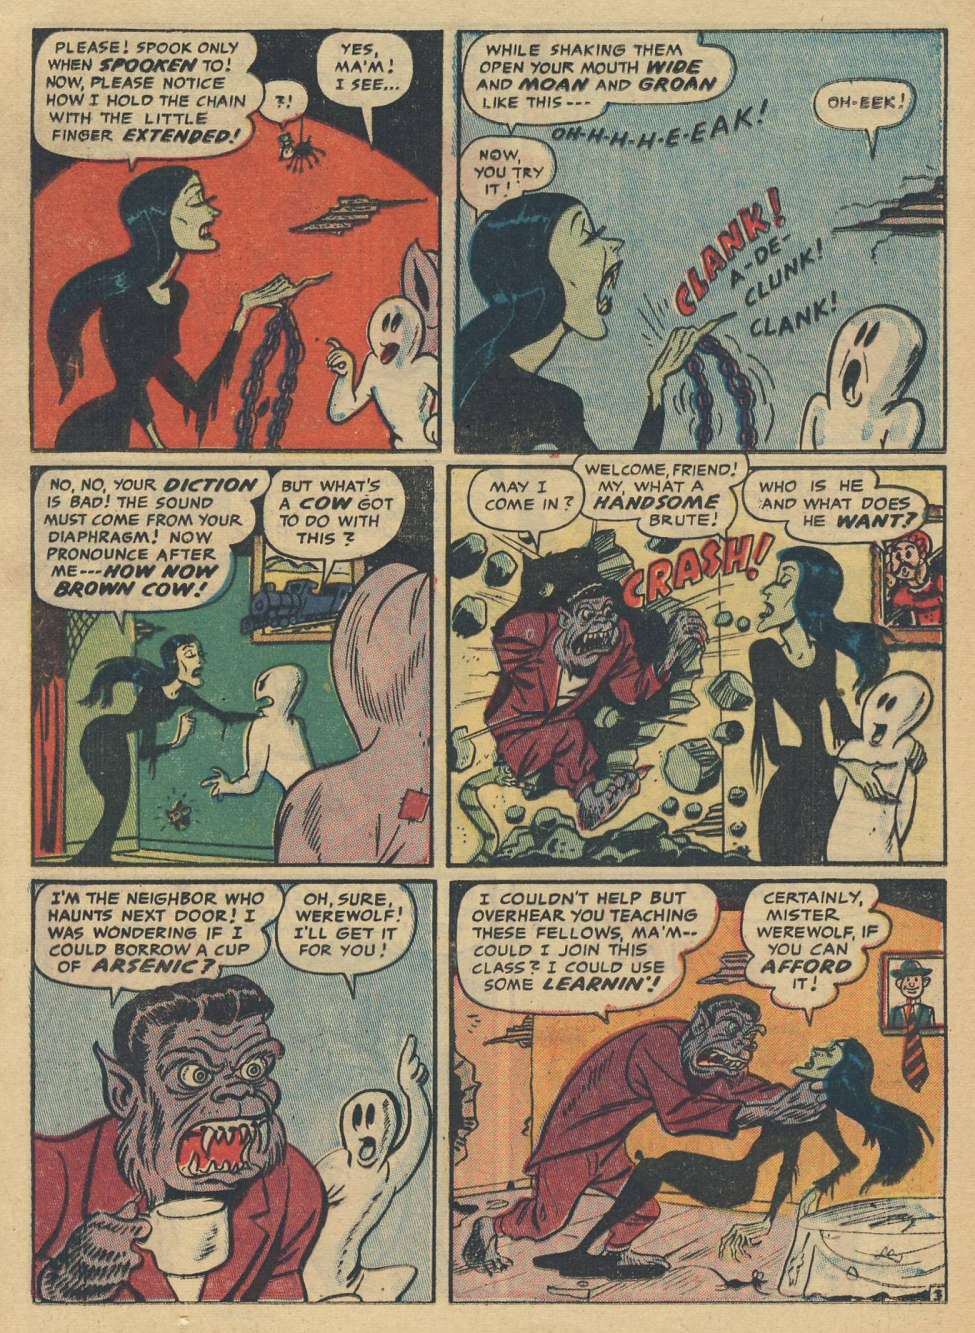 PLEASE! SPOOK ONLY
WHEN SPOOKEN TO!
NOW, PLEASE NOTICE
HOW I HOLD THE CHAIN
WITH THE LITTLE
FINGER EXTENDED!
?!
YES,
MA'M!
I SEE...
WHILE SHAKING THEM
OPEN YOUR MOUTH WIDE
AND MOAN AND GROAN
LIKE THIS---
OH-H-H-H-E-EAK!
NOW,
YOU TRY
IT!
CLANK!
A-DE-
CLUNK!
CLANK!
OH-EEK!
NO, NO, YOUR DICTION
IS BAD! THE SOUND
MUST COME FROM YOUR
DIAPHRAGM! NOW
PRONOUNCE AFTER
ME---HOW NOW
BROWN COW!
BUT WHAT'S
A COW GOT
TO DO WITH
THIS?
MAY I
COME IN?
WELCOME, FRIEND!
MY, WHAT A
HANDSOME
BRUTE!
CRASH!
WHO IS HE
AND WHAT DOES
HE WANT?
I'M THE NEIGHBOR WHO
HAUNTS NEXT DOOR! I
WAS WONDERING IF I
COULD BORROW A CUP
OF ARSENIC?
OH, SURE,
WEREWOLF!
I'LL GET IT
FOR YOU!
I COULDN'T HELP BUT
OVERHEAR YOU TEACHING
THESE FELLOWS, MA'M--
COULD I JOIN THIS
CLASS? I COULD USE
SOME LEARNIN'!
CERTAINLY,
MISTER
WEREWOLF, IF
YOU CAN
AFFORD
IT!
3